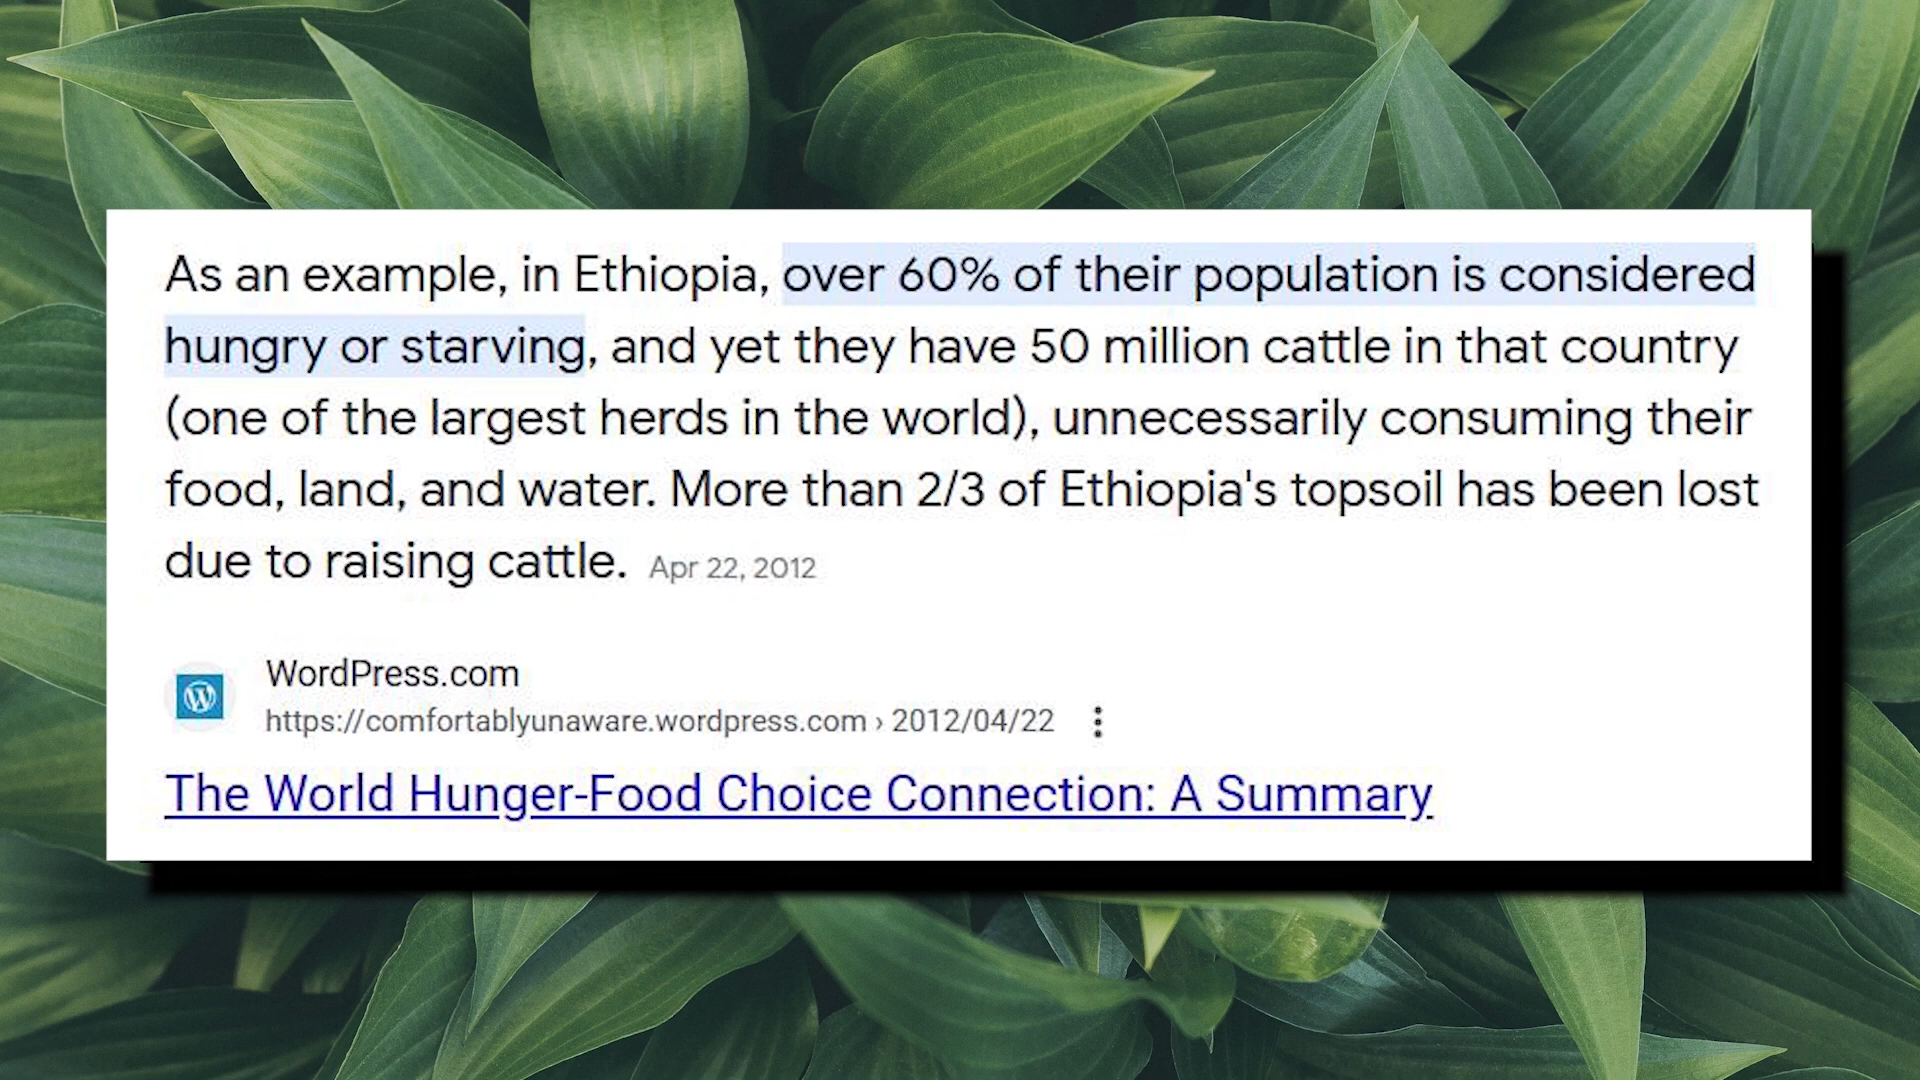 As an example, in Ethiopia, over 60% of their population is considered
hungry or starving, and yet they have 50 million cattle in that country
(one of the largest herds in the world), unnecessarily consuming their
food, land, and water. More than 2/3 of Ethiopia's topsoil has been lost
due to raising cattle. Apr 22, 2012
WordPress.com
https://comfortablyunaware.wordpress.com › 2012/04/22
The World Hunger-Food Choice Connection: A Summary